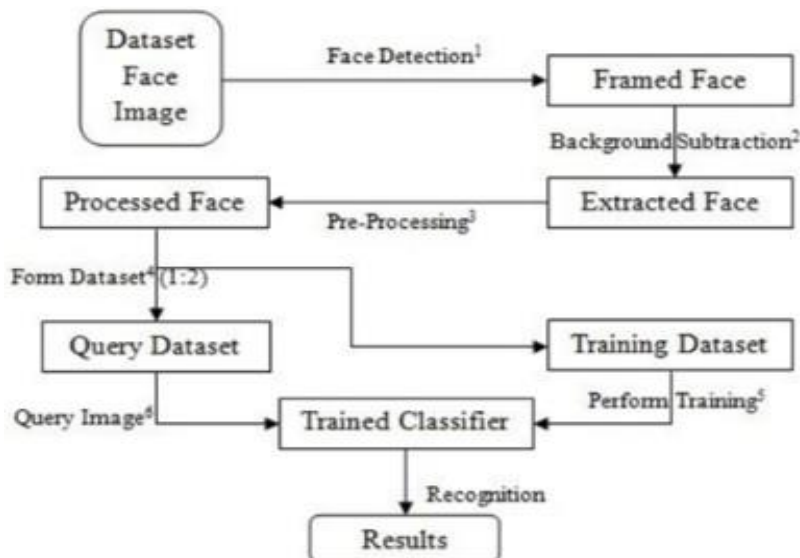 Dataset
Face
Image
Face Detection¹
Framed Face
Background Subtraction²
Processed Face
Pre-Processing³
Extracted Face
Form Dataset⁴ (1:2)
Query Dataset
Training Dataset
Query Image⁶
Trained Classifier
Perform Training⁵
Recognition
Results